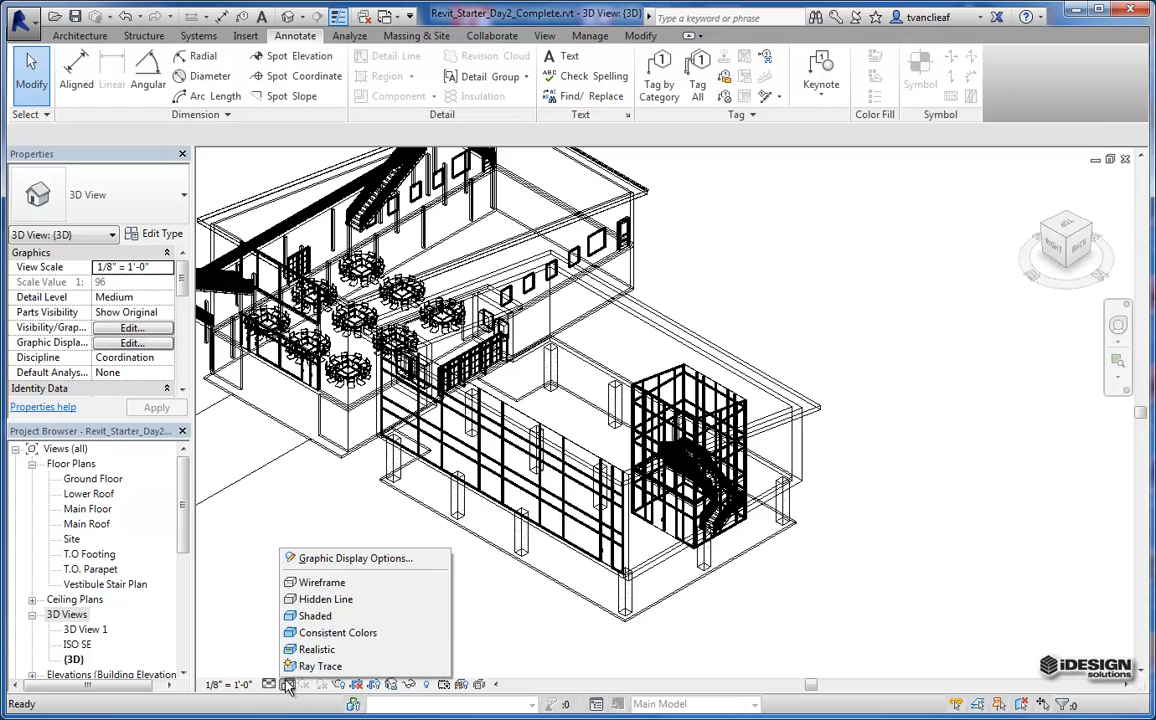 Revit_Starter_Day2_Complete.rvt - 3D View: {3D}
Type a keyword or phrase
tvanclieaf
Architecture Structure Systems Insert Annotate Analyze Massing & Site Collaborate View Manage Modify
Modify
Select
Aligned Linear Angular
Radial
Diameter
Arc Length
Spot Elevation
Spot Coordinate
Spot Slope
Dimension
Detail Line
Region
Component
Revision Cloud
Detail Group
Insulation
Detail
Text
Check Spelling
Find/ Replace
Text
Tag by Category
Tag All
Tag
Keynote
Color Fill
Symbol
Symbol
Properties
3D View
3D View: {3D}
Edit Type
Graphics
View Scale 1/8" = 1'-0"
Scale Value 1: 96
Detail Level Medium
Parts Visibility Show Original
Visibility/Grap... Edit...
Graphic Displa... Edit...
Discipline Coordination
Default Analys... None
Identity Data
Properties help
Apply
Project Browser - Revit_Starter_Day2...
Views (all)
Floor Plans
Ground Floor
Lower Roof
Main Floor
Main Roof
Site
T.O Footing
T.O. Parapet
Vestibule Stair Plan
Ceiling Plans
3D Views
3D View 1
ISO SE
{3D}
Elevations (Building Elevation
RIGHT
BACK
Graphic Display Options...
Wireframe
Hidden Line
Shaded
Consistent Colors
Realistic
Ray Trace
1/8" = 1'-0"
iDESIGN
solutions
Ready
:0
Main Model
:0